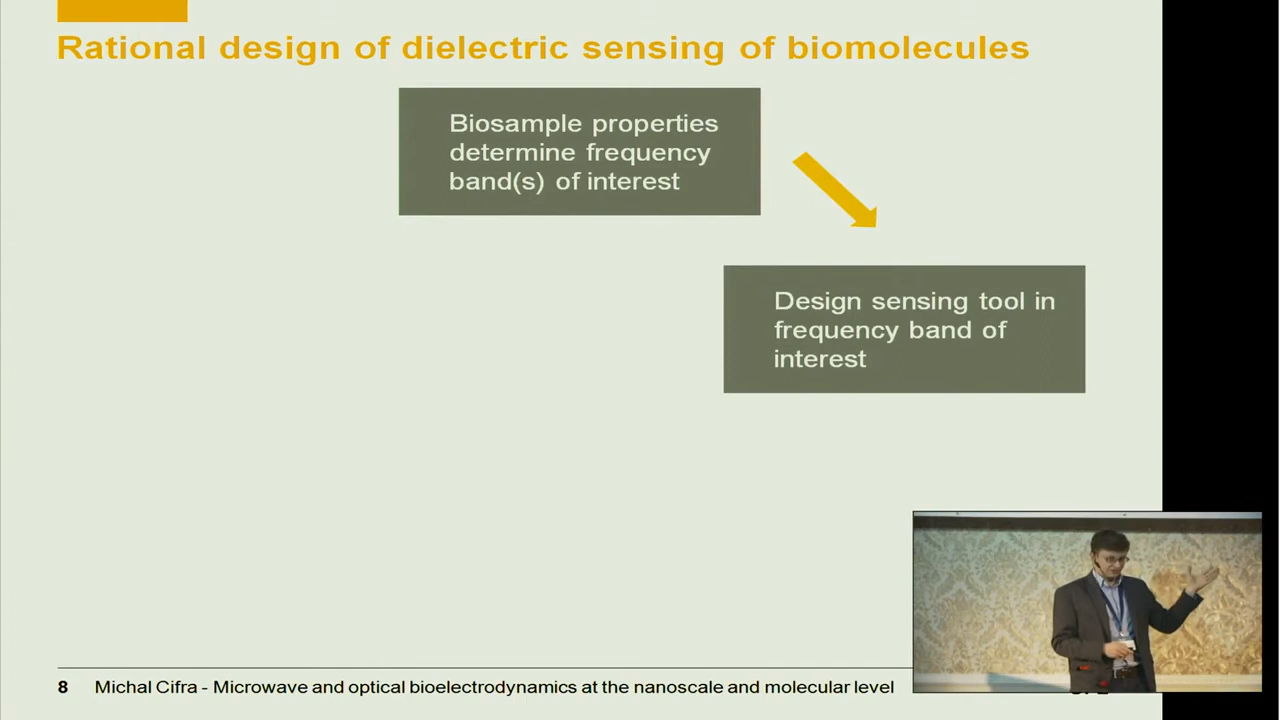 Rational design of dielectric sensing of biomolecules
Biosample properties
determine frequency
band(s) of interest
Design sensing tool in
frequency band of
interest
8 Michal Cifra - Microwave and optical bioelectrodynamics at the nanoscale and molecular level